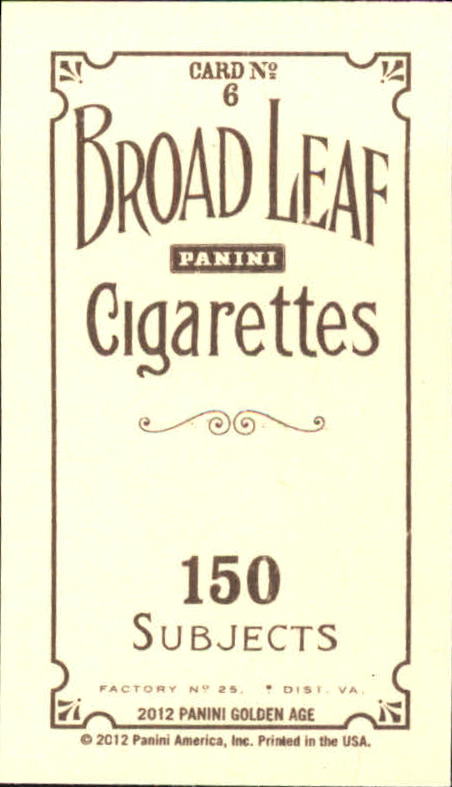 CARD Nº
6
BROAD LEAF
PANINI
Cigarettes
150
SUBJECTS
FACTORY Nº 25. DIST. VA.
2012 PANINI GOLDEN AGE
© 2012 Panini America, Inc. Printed in the USA.